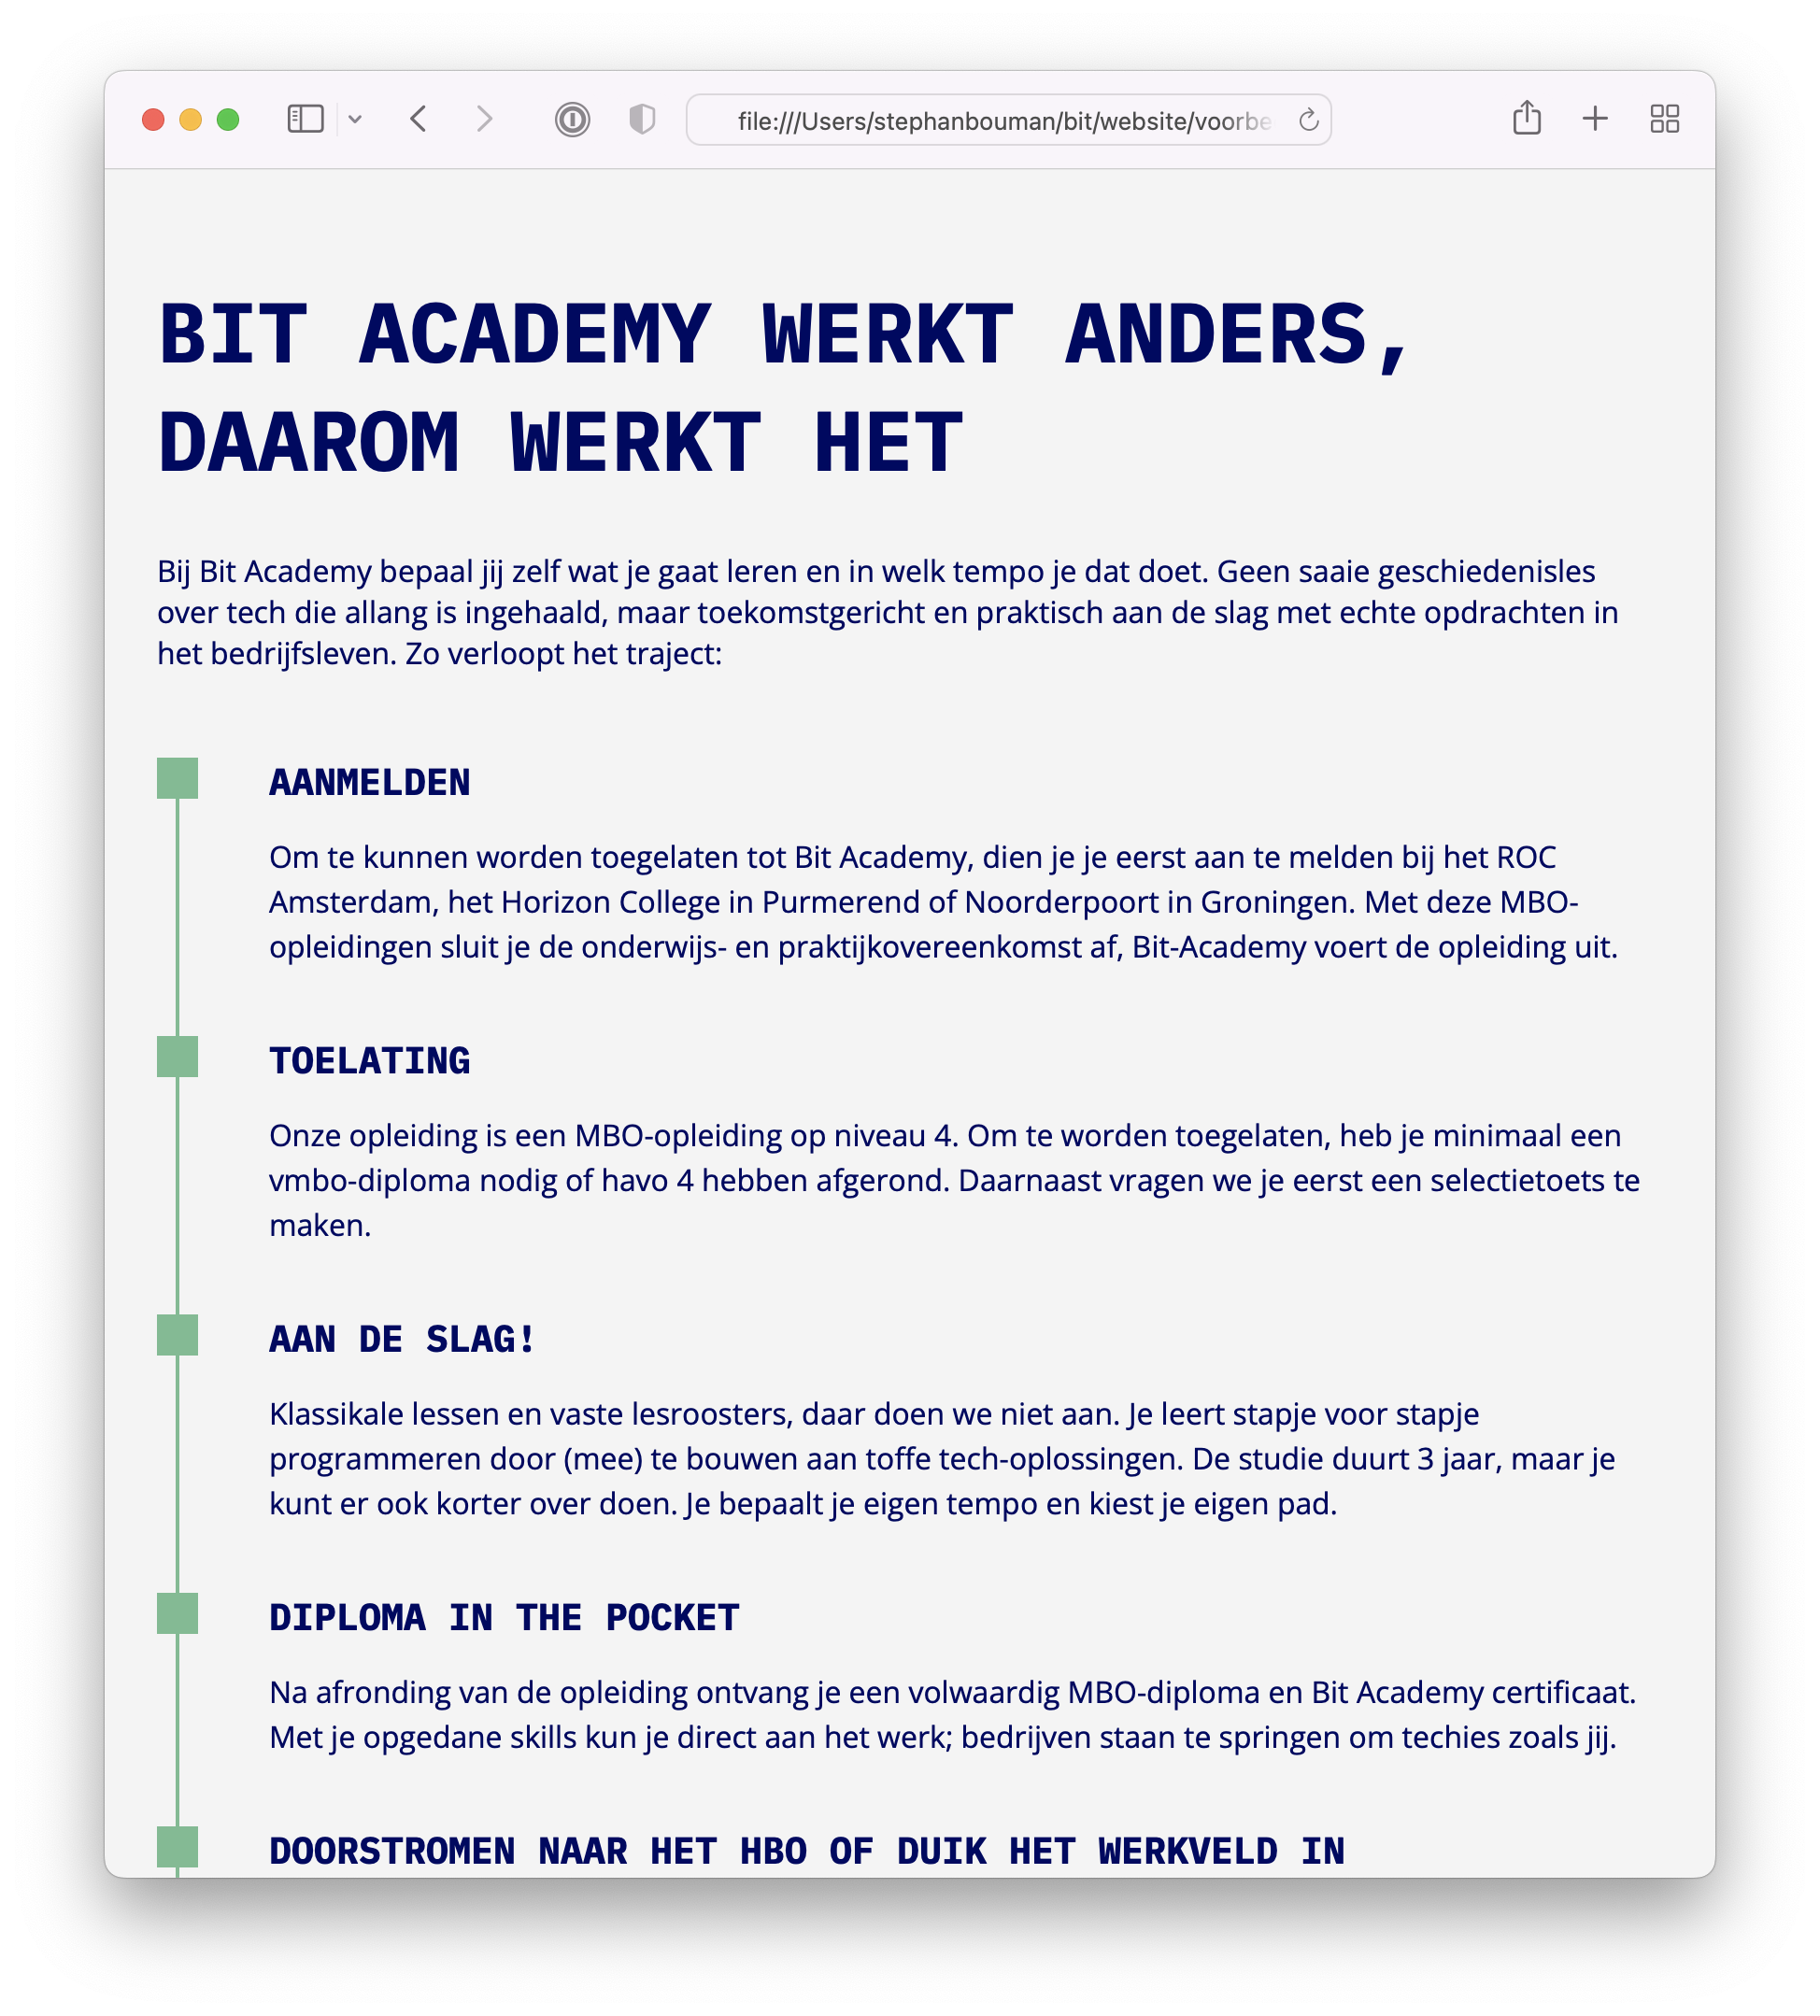 file:///Users/stephanbouman/bit/website/voorbe
BIT ACADEMY WERKT ANDERS,
DAAROM WERKT HET
Bij Bit Academy bepaal jij zelf wat je gaat leren en in welk tempo je dat doet. Geen saaie geschiedenisles
over tech die allang is ingehaald, maar toekomstgericht en praktisch aan de slag met echte opdrachten in
het bedrijfsleven. Zo verloopt het traject:
AANMELDEN
Om te kunnen worden toegelaten tot Bit Academy, dien je je eerst aan te melden bij het ROC
Amsterdam, het Horizon College in Purmerend of Noorderpoort in Groningen. Met deze MBO-
opleidingen sluit je de onderwijs- en praktijkovereenkomst af, Bit-Academy voert de opleiding uit.
TOELATING
Onze opleiding is een MBO-opleiding op niveau 4. Om te worden toegelaten, heb je minimaal een
vmbo-diploma nodig of havo 4 hebben afgerond. Daarnaast vragen we je eerst een selectietoets te
maken.
AAN DE SLAG!
Klassikale lessen en vaste lesroosters, daar doen we niet aan. Je leert stapje voor stapje
programmeren door (mee) te bouwen aan toffe tech-oplossingen. De studie duurt 3 jaar, maar je
kunt er ook korter over doen. Je bepaalt je eigen tempo en kiest je eigen pad.
DIPLOMA IN THE POCKET
Na afronding van de opleiding ontvang je een volwaardig MBO-diploma en Bit Academy certificaat.
Met je opgedane skills kun je direct aan het werk; bedrijven staan te springen om techies zoals jij.
DOORSTROMEN NAAR HET HBO OF DUIK HET WERKVELD IN